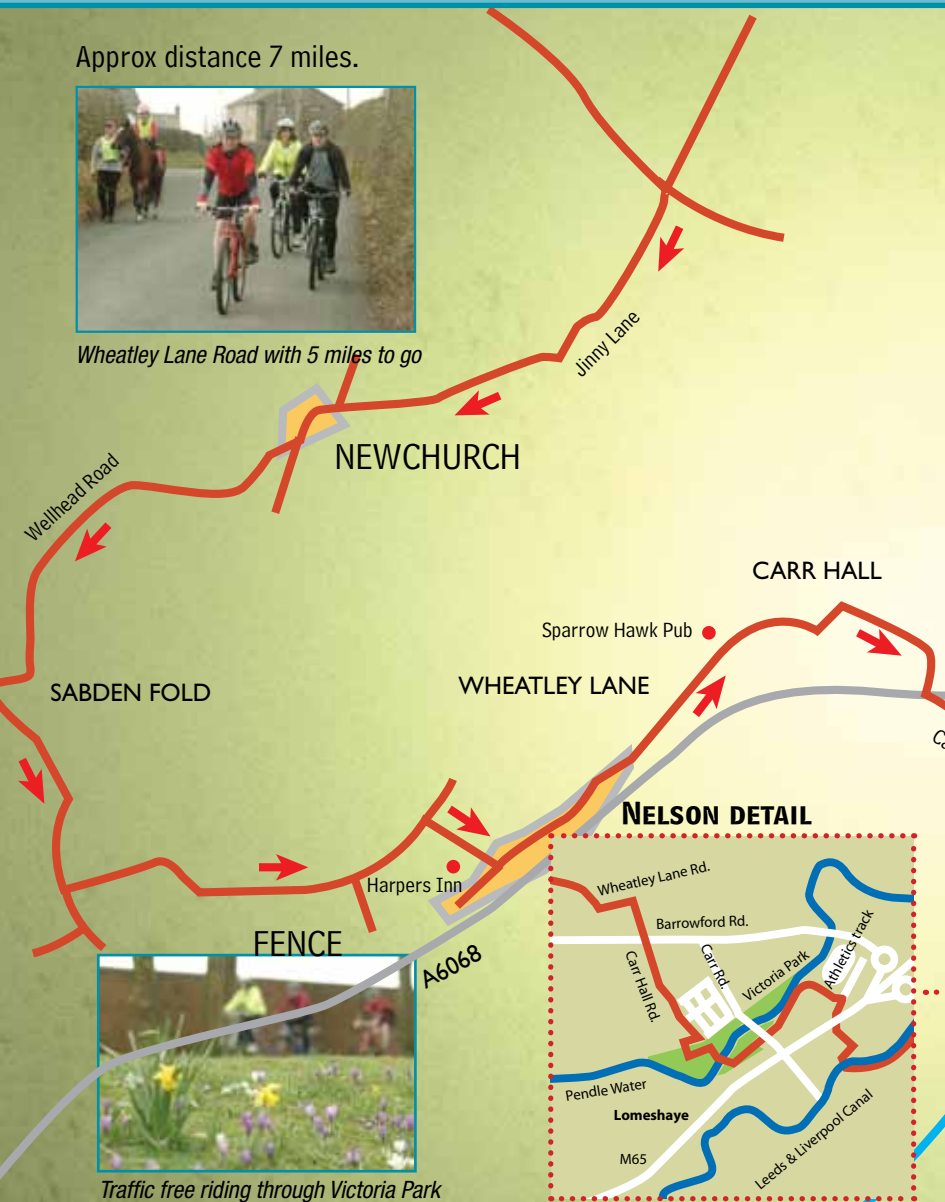 Approx distance 7 miles.
Wheatley Lane Road with 5 miles to go
Jinny Lane
NEWCHURCH
Wellhead Road
CARR HALL
Sparrow Hawk Pub
SABDEN FOLD
WHEATLEY LANE
NELSON DETAIL
Harpers Inn
FENCE
A6068
Wheatley Lane Rd.
Barrowford Rd.
Carr Rd.
Carr Hall Rd.
Victoria Park
Athletics track
Pendle Water
Lomeshaye
M65
Leeds & Liverpool Canal
Traffic free riding through Victoria Park